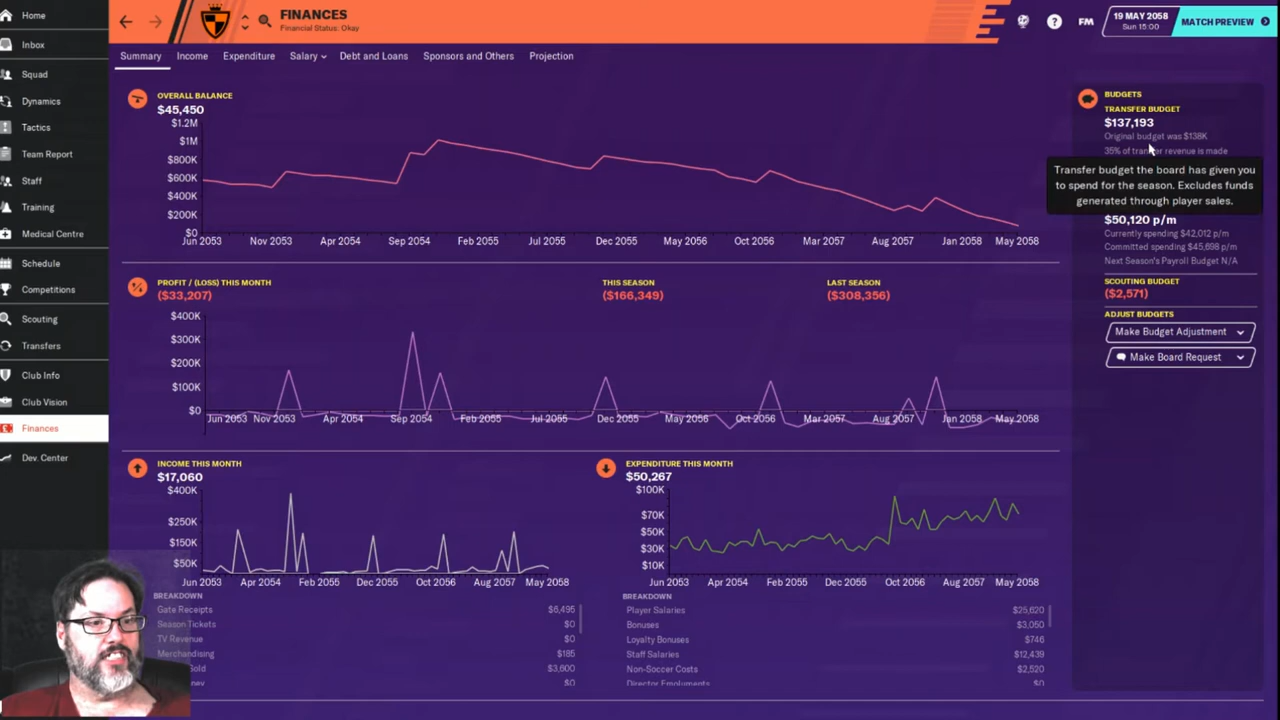 Home
Inbox
Squad
Dynamics
Tactics
Team Report
Staff
Training
Medical Centre
Schedule
Competitions
Scouting
Transfers
Club Info
Club Vision
Finances
Dev. Center
FINANCES
Financial Status: Okay
FM
19 MAY 2058
Sun 15:00
MATCH PREVIEW
Summary
Income
Expenditure
Salary
Debt and Loans
Sponsors and Others
Projection
OVERALL BALANCE
$45,450
$1.2M
$1M
$800K
$600K
$400K
$200K
$0
Jun 2053 Nov 2053 Apr 2054 Sep 2054 Feb 2055 Jul 2055 Dec 2055 May 2056 Oct 2056 Mar 2057 Aug 2057 Jan 2058 May 2058
PROFIT / (LOSS) THIS MONTH
($33,207)
THIS SEASON
($166,349)
LAST SEASON
($308,356)
$400K
$300K
$200K
$100K
$0
Jun 2053 Nov 2053 Apr 2054 Sep 2054 Feb 2055 Jul 2055 Dec 2055 May 2056 Oct 2056 Mar 2057 Aug 2057 Jan 2058 May 2058
INCOME THIS MONTH
$17,060
$400K
$250K
$150K
$50K
Jun 2053 Apr 2054 Feb 2055 Dec 2055 Oct 2056 Aug 2057 May 2058
BREAKDOWN
Gate Receipts $6,495
Season Tickets $0
TV Revenue $0
Merchandising $185
Sold $3,600
$0
EXPENDITURE THIS MONTH
$50,267
$100K
$70K
$50K
$30K
$10K
Jun 2053 Apr 2054 Feb 2055 Dec 2055 Oct 2056 Aug 2057 May 2058
BREAKDOWN
Player Salaries $25,620
Bonuses $3,050
Loyalty Bonuses $746
Staff Salaries $12,439
Non-Soccer Costs $2,520
Director Emoluments $0
BUDGETS
TRANSFER BUDGET
$137,193
Original budget was $138K
35% of transfer revenue is made
Transfer budget the board has given you
to spend for the season. Excludes funds
generated through player sales.
$50,120 p/m
Currently spending $42,012 p/m
Committed spending $45,698 p/m
Next Season's Payroll Budget N/A
SCOUTING BUDGET
($2,571)
ADJUST BUDGETS
Make Budget Adjustment
Make Board Request